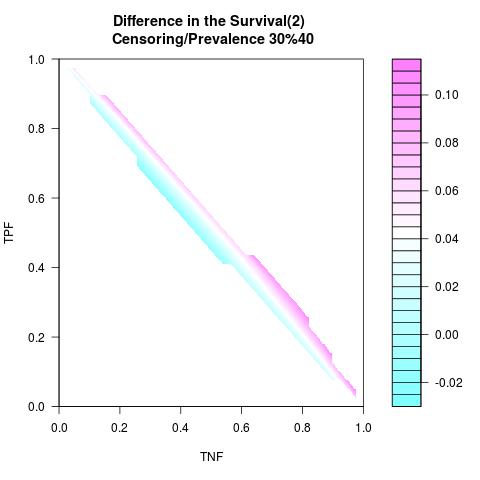 Difference in the Survival(2)
Censoring/Prevalence 30%40
1.0
0.8
0.6
0.4
0.2
0.0
TPF
0.0 0.2 0.4 0.6 0.8 1.0
TNF
0.10
0.08
0.06
0.04
0.02
0.00
-0.02